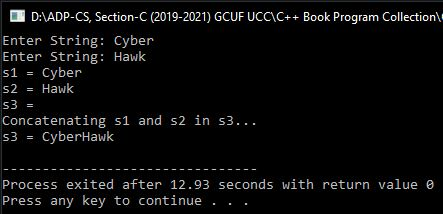 D:\ADP-CS, Section-C (2019-2021) GCUF UCC\C++ Book Program Collection\
Enter String: Cyber
Enter String: Hawk
s1 = Cyber
s2 = Hawk
s3 =
Concatenating s1 and s2 in s3...
s3 = CyberHawk
--------------------------------
Process exited after 12.93 seconds with return value 0
Press any key to continue . . .